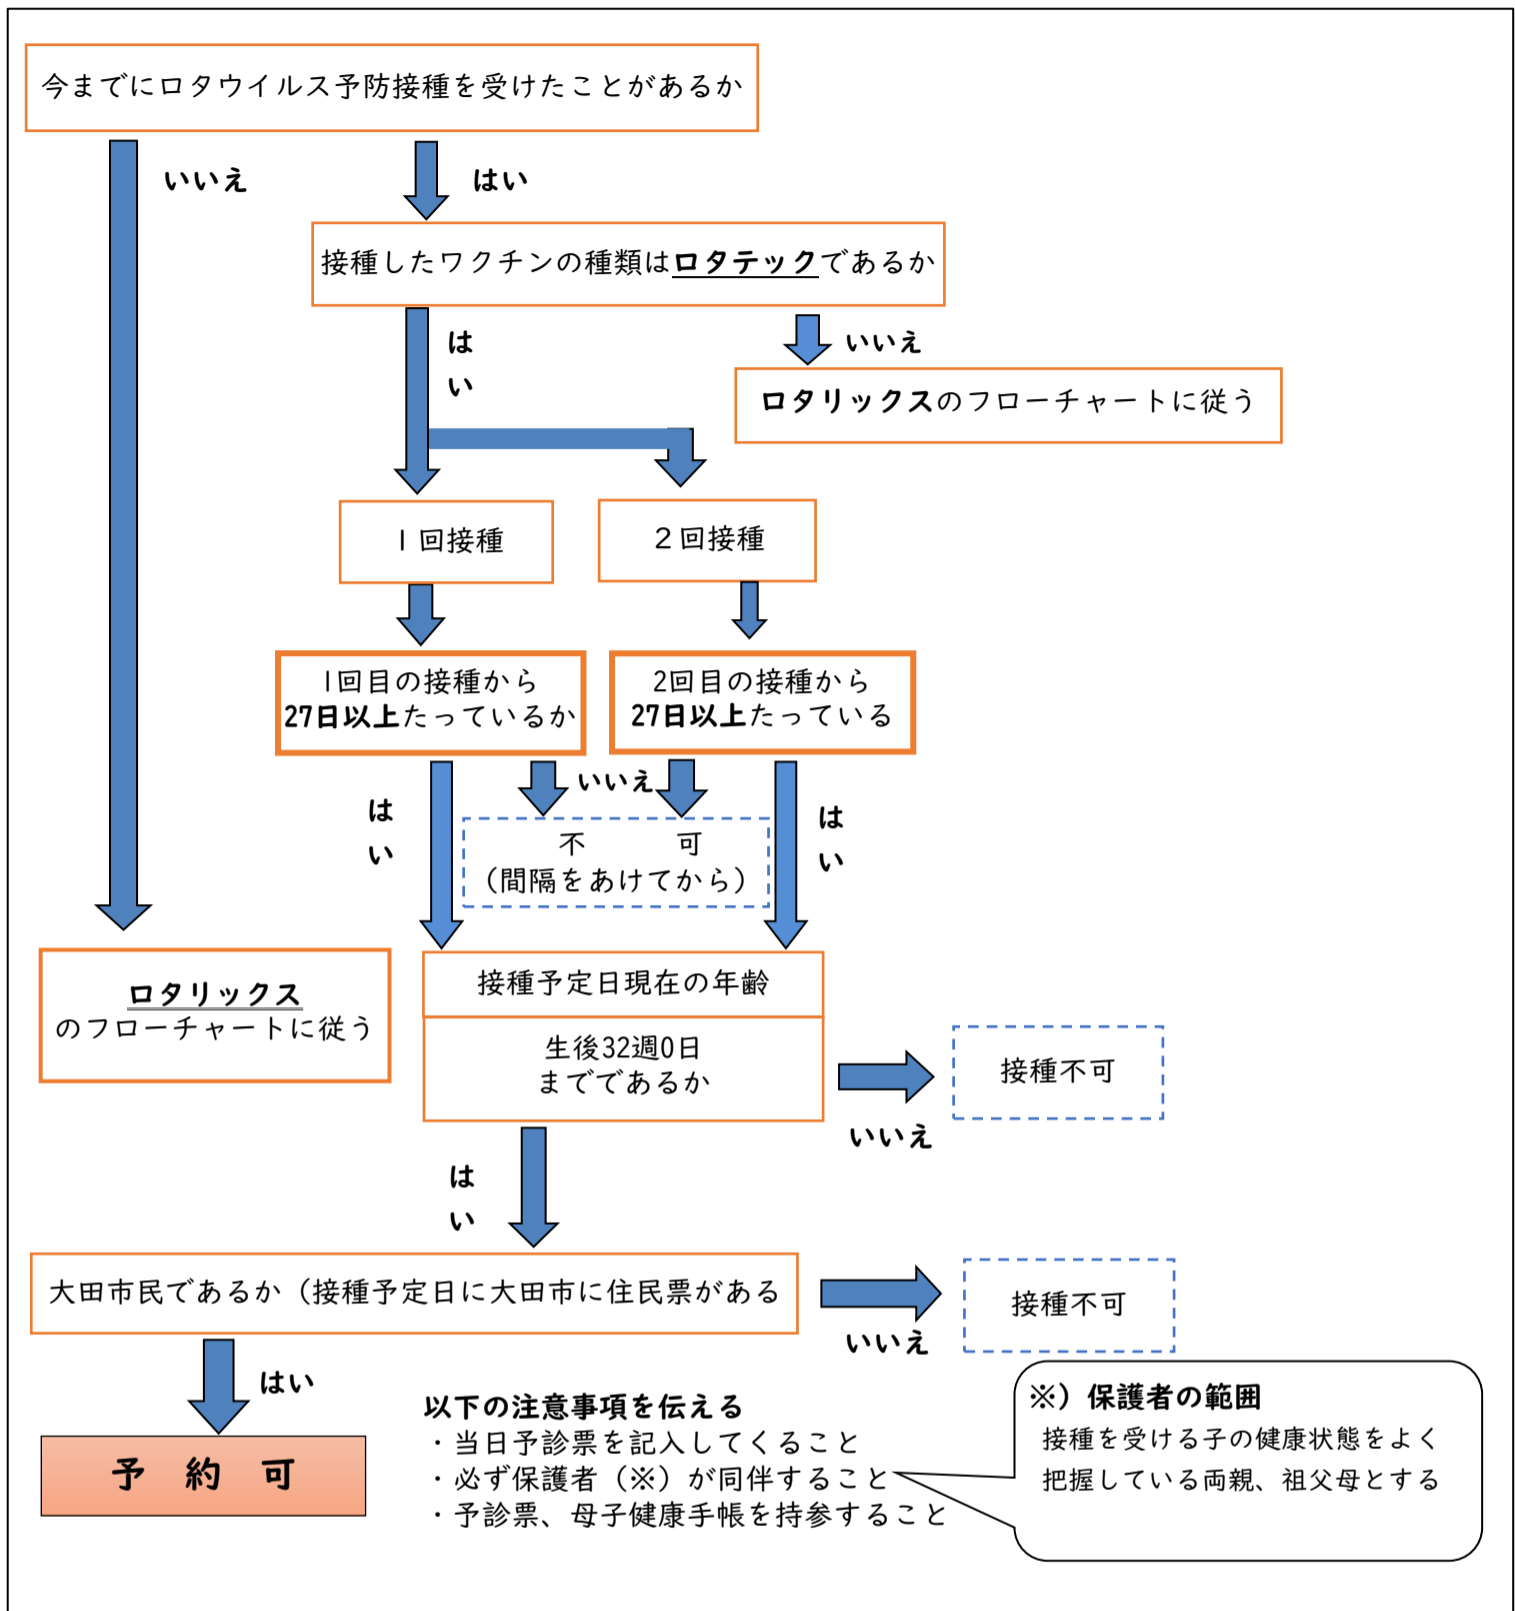 今までにロタウイルス予防接種を受けたことがあるか
いいえ
はい
接種したワクチンの種類はロタテックであるか
はい
いいえ
ロタリックスのフローチャートに従う
1回接種
2回接種
1回目の接種から
27日以上たっているか
2回目の接種から
27日以上たっている
はい
いいえ
はい
不　　　可
（間隔をあけてから）
ロタリックス
のフローチャートに従う
接種予定日現在の年齢
生後32週0日
までであるか
いいえ
接種不可
はい
大田市民であるか（接種予定日に大田市に住民票がある
いいえ
接種不可
はい
予　約　可
以下の注意事項を伝える
・当日予診票を記入してくること
・必ず保護者（※）が同伴すること
・予診票、母子健康手帳を持参すること
※）保護者の範囲
接種を受ける子の健康状態をよく
把握している両親、祖父母とする